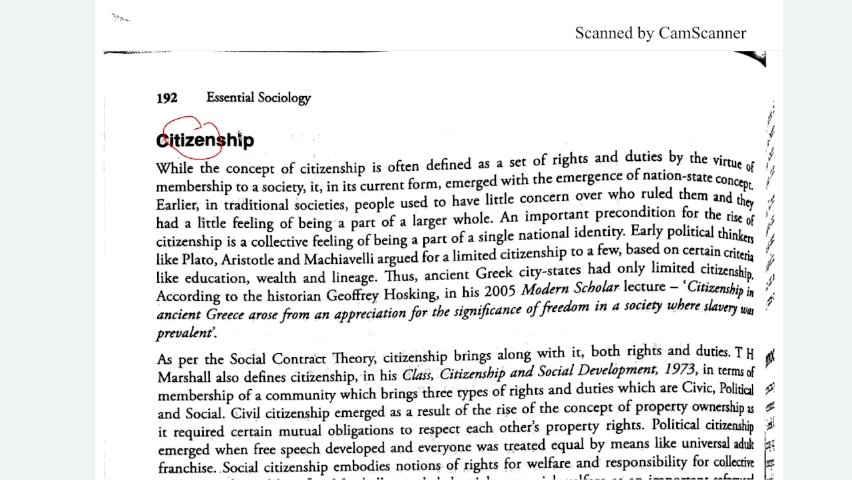 Scanned by CamScanner
192 Essential Sociology
Citizenship
While the concept of citizenship is often defined as a set of rights and duties by the virtue of
membership to a society, it, in its current form, emerged with the emergence of nation-state concept.
Earlier, in traditional societies, people used to have little concern over who ruled them and they
had a little feeling of being a part of a larger whole. An important precondition for the rise of
citizenship is a collective feeling of being a part of a single national identity. Early political thinkers
like Plato, Aristotle and Machiavelli argued for a limited citizenship to a few, based on certain criteria
like education, wealth and lineage. Thus, ancient Greek city-states had only limited citizenship.
According to the historian Geoffrey Hosking, in his 2005 Modern Scholar lecture – 'Citizenship in
ancient Greece arose from an appreciation for the significance of freedom in a society where slavery was
prevalent'.
As per the Social Contract Theory, citizenship brings along with it, both rights and duties. T H
Marshall also defines citizenship, in his Class, Citizenship and Social Development, 1973, in terms of
membership of a community which brings three types of rights and duties which are Civic, Political
and Social. Civil citizenship emerged as a result of the rise of the concept of property ownership as
it required certain mutual obligations to respect each other's property rights. Political citizenship
emerged when free speech developed and everyone was treated equal by means like universal adult
franchise. Social citizenship embodies notions of rights for welfare and responsibility for collective